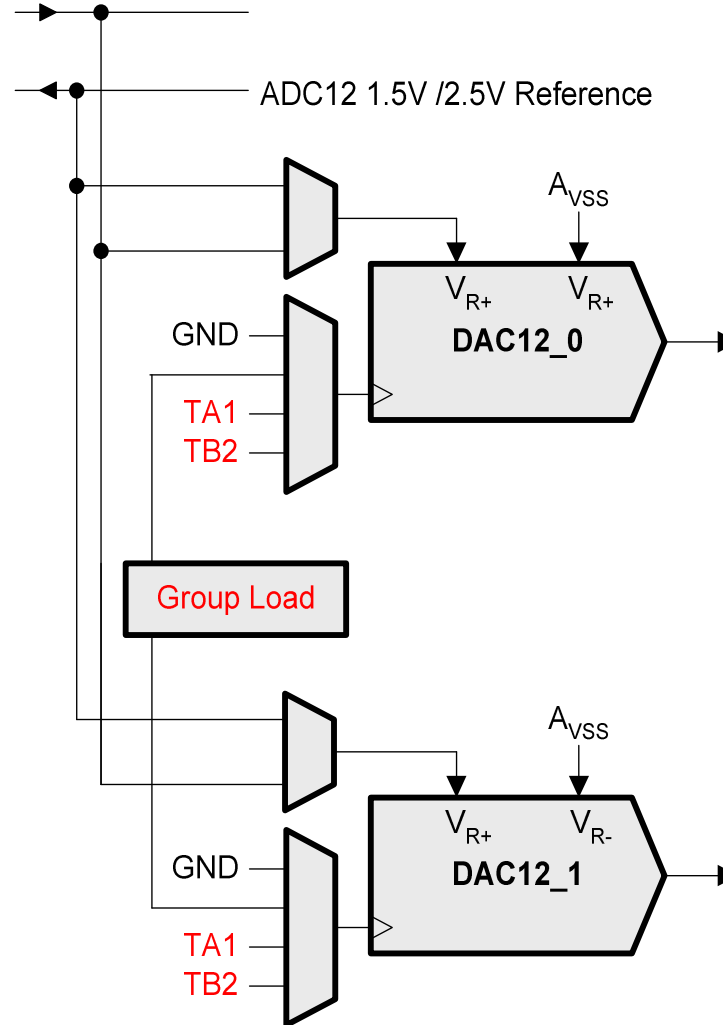 ADC12 1.5V /2.5V Reference
AVSS
VR+ VR+
GND
DAC12_0
TA1
TB2
Group Load
AVSS
VR+ VR-
GND
DAC12_1
TA1
TB2